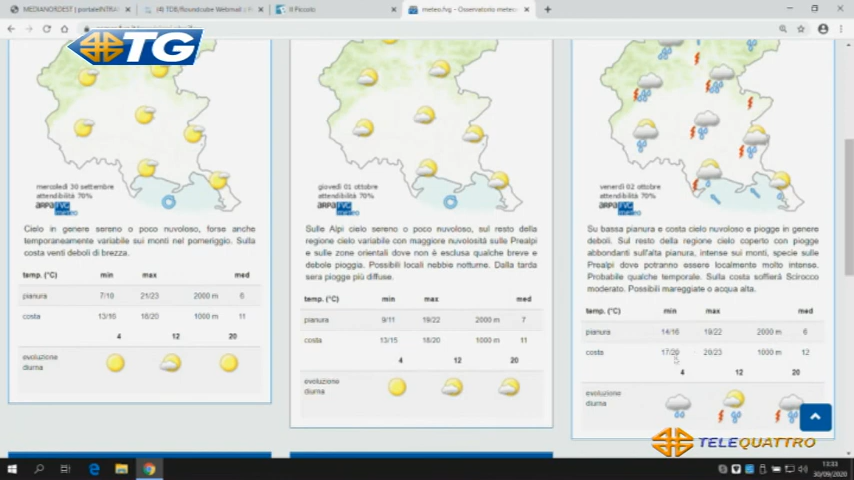 MEDIANORDEST | portaleINTRA
(4) TDB/Roundcube Webmail
Il Piccolo
meteo.fvg - Osservatorio meteo
TG
mercoledì 30 settembre
attendibilità 70%
ARPA FVG
meteo
Cielo in genere sereno o poco nuvoloso, forse anche
temporaneamente variabile sui monti nel pomeriggio. Sulla
costa venti deboli di brezza.
temp. (°C) min max med
pianura 7/10 21/23 2000 m 6
costa 13/16 18/20 1000 m 11
4 12 20
evoluzione
diurna
giovedì 01 ottobre
attendibilità 70%
ARPA FVG
meteo
Sulle Alpi cielo sereno o poco nuvoloso, sul resto della
regione cielo variabile con maggiore nuvolosità sulle Prealpi
e sulle zone orientali dove non è esclusa qualche breve e
debole pioggia. Possibili locali nebbie notturne. Dalla tarda
sera piogge più diffuse.
temp. (°C) min max med
pianura 9/11 19/22 2000 m 7
costa 13/15 18/20 1000 m 11
4 12 20
evoluzione
diurna
venerdì 02 ottobre
attendibilità 70%
ARPA FVG
meteo
Su bassa pianura e costa cielo nuvoloso e piogge in genere
deboli. Sul resto della regione cielo coperto con piogge
abbondanti sull'alta pianura, intense sui monti, specie sulle
Prealpi dove potranno essere localmente molto intense.
Probabile qualche temporale. Sulla costa soffierà Scirocco
moderato. Possibili mareggiate o acqua alta.
temp. (°C) min max med
pianura 14/16 19/22 2000 m 6
costa 17/20 20/23 1000 m 12
4 12 20
evoluzione
diurna
TELEQUATTRO
13:33
30/09/2020